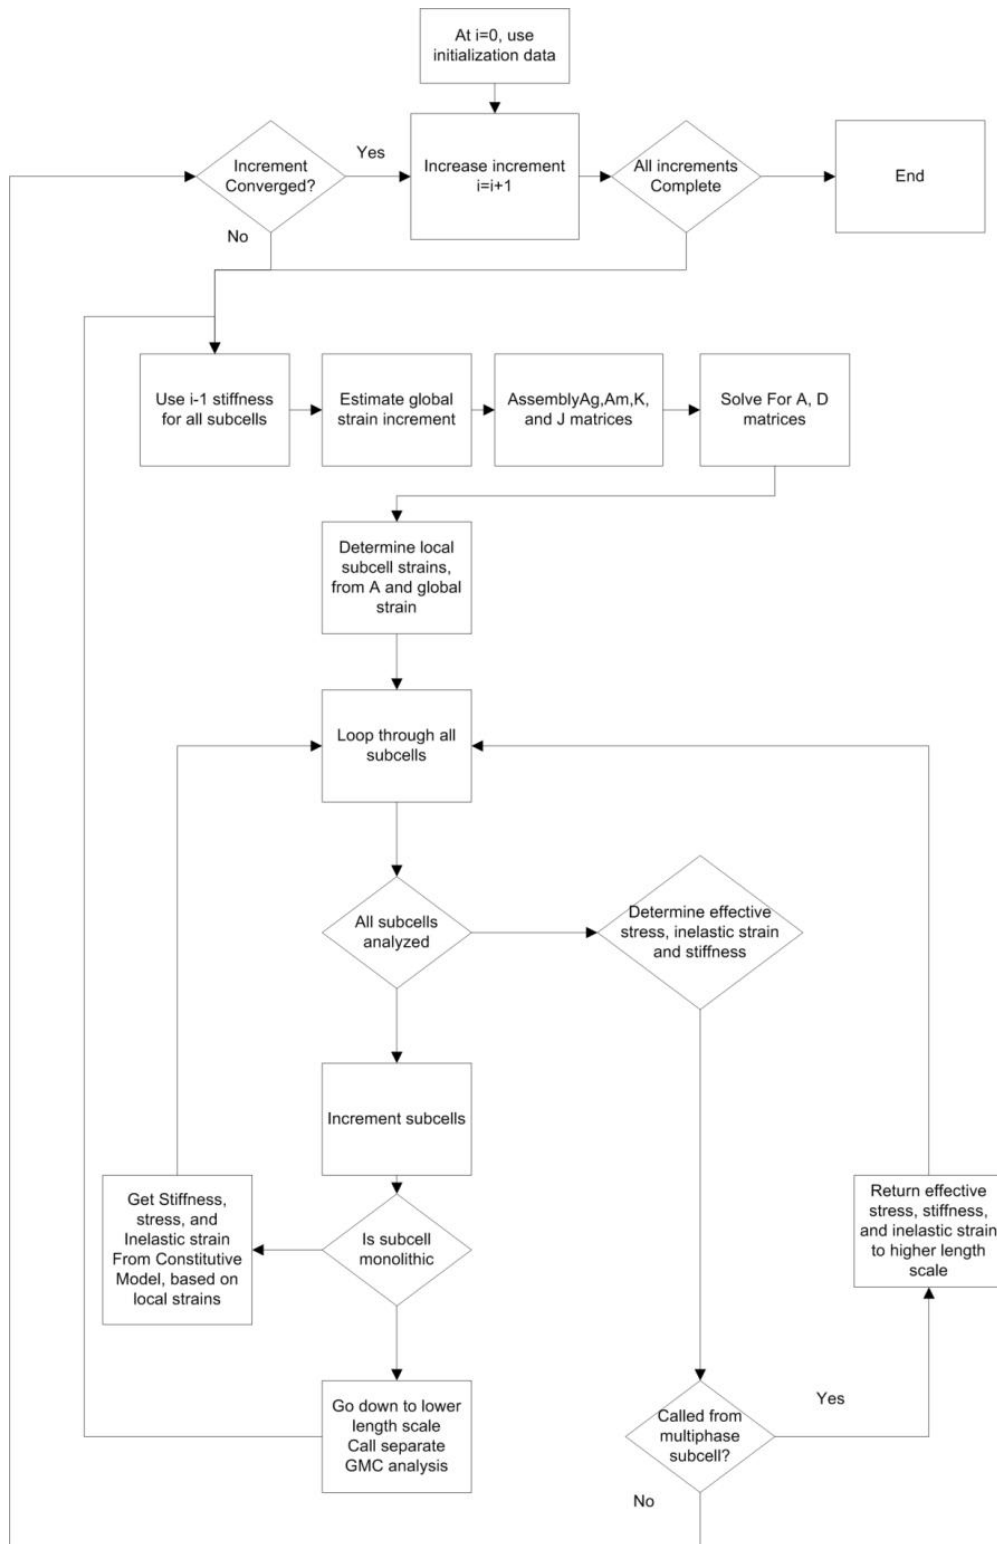 At i=0, use
initialization data
Increment
Converged?
Yes
No
Increase increment
i=i+1
All increments
Complete
End
Use i-1 stiffness
for all subcells
Estimate global
strain increment
AssemblyAg,Am,K,
and J matrices
Solve For A, D
matrices
Determine local
subcell strains,
from A and global
strain
Loop through all
subcells
All subcells
analyzed
Determine effective
stress, inelastic strain
and stiffness
Increment subcells
Is subcell
monolithic
Get Stiffness,
stress, and
Inelastic strain
From Constitutive
Model, based on
local strains
Return effective
stress, stiffness,
and inelastic strain
to higher length
scale
Go down to lower
length scale
Call separate
GMC analysis
Called from
multiphase
subcell?
Yes
No